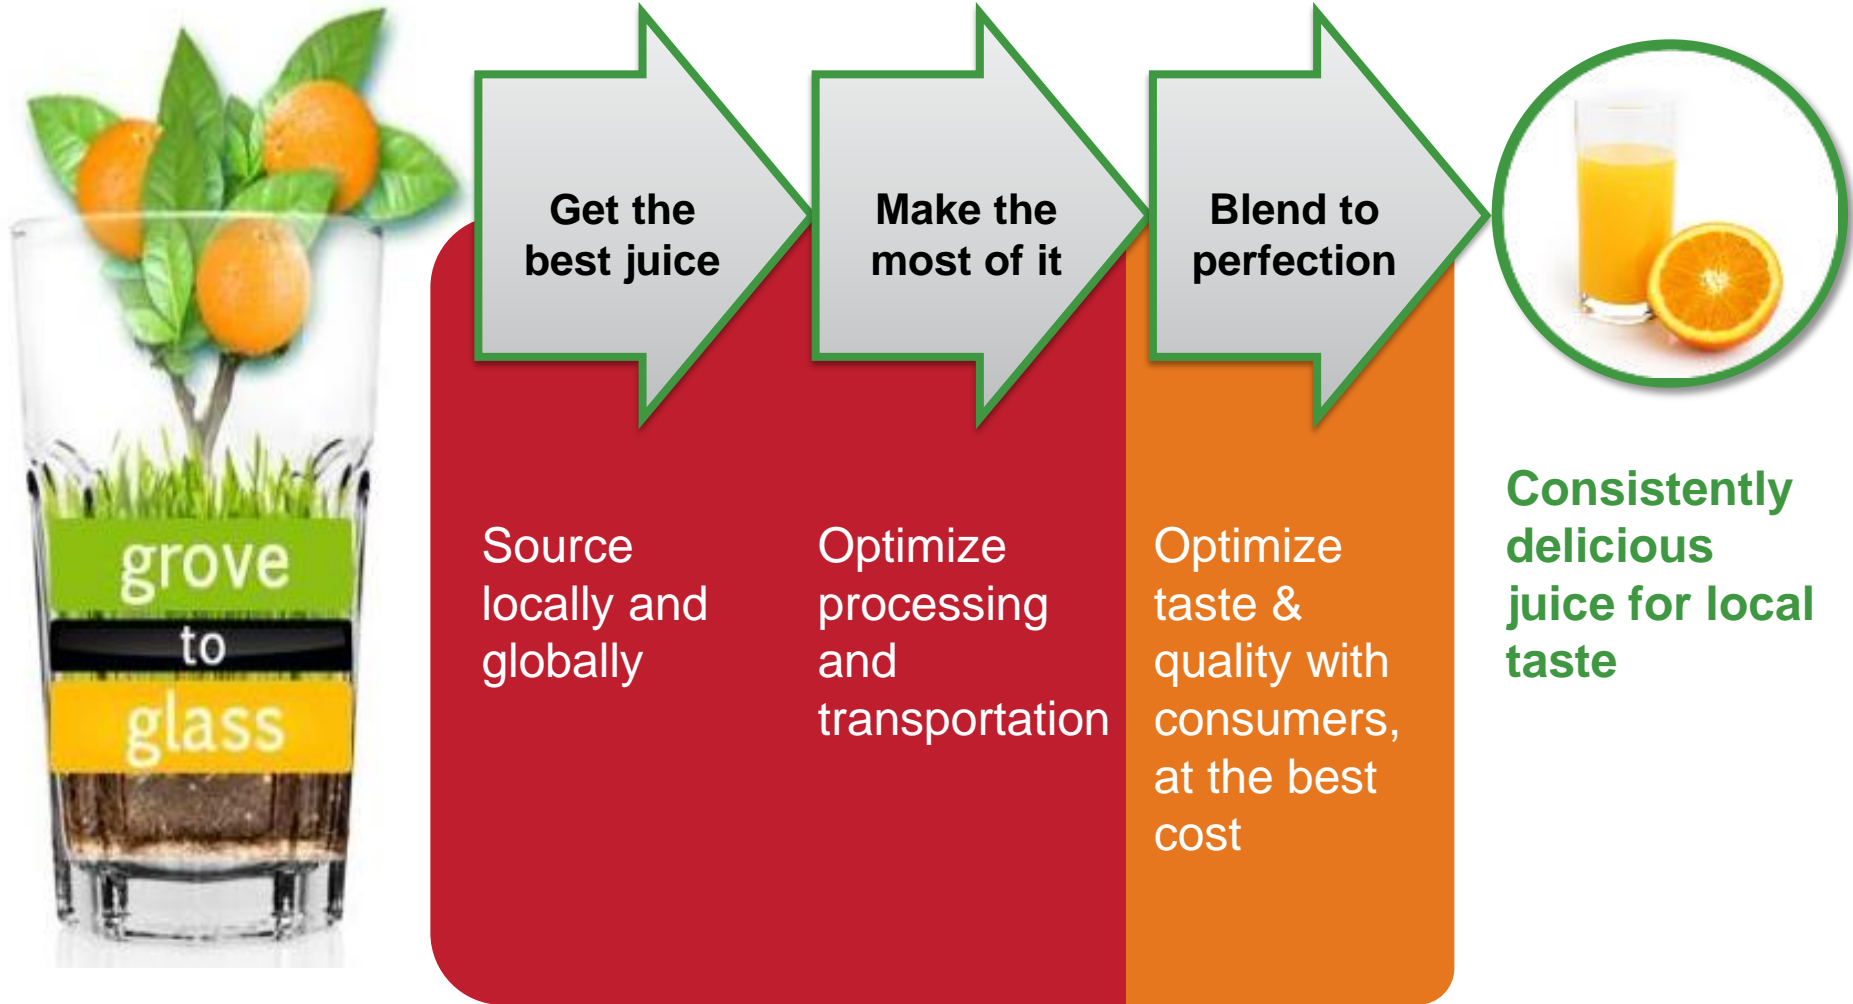 grove
to
glass
Get the
best juice
Make the
most of it
Blend to
perfection
Source
locally and
globally
Optimize
processing
and
transportation
Optimize
taste &
quality with
consumers,
at the best
cost
Consistently
delicious
juice for local
taste